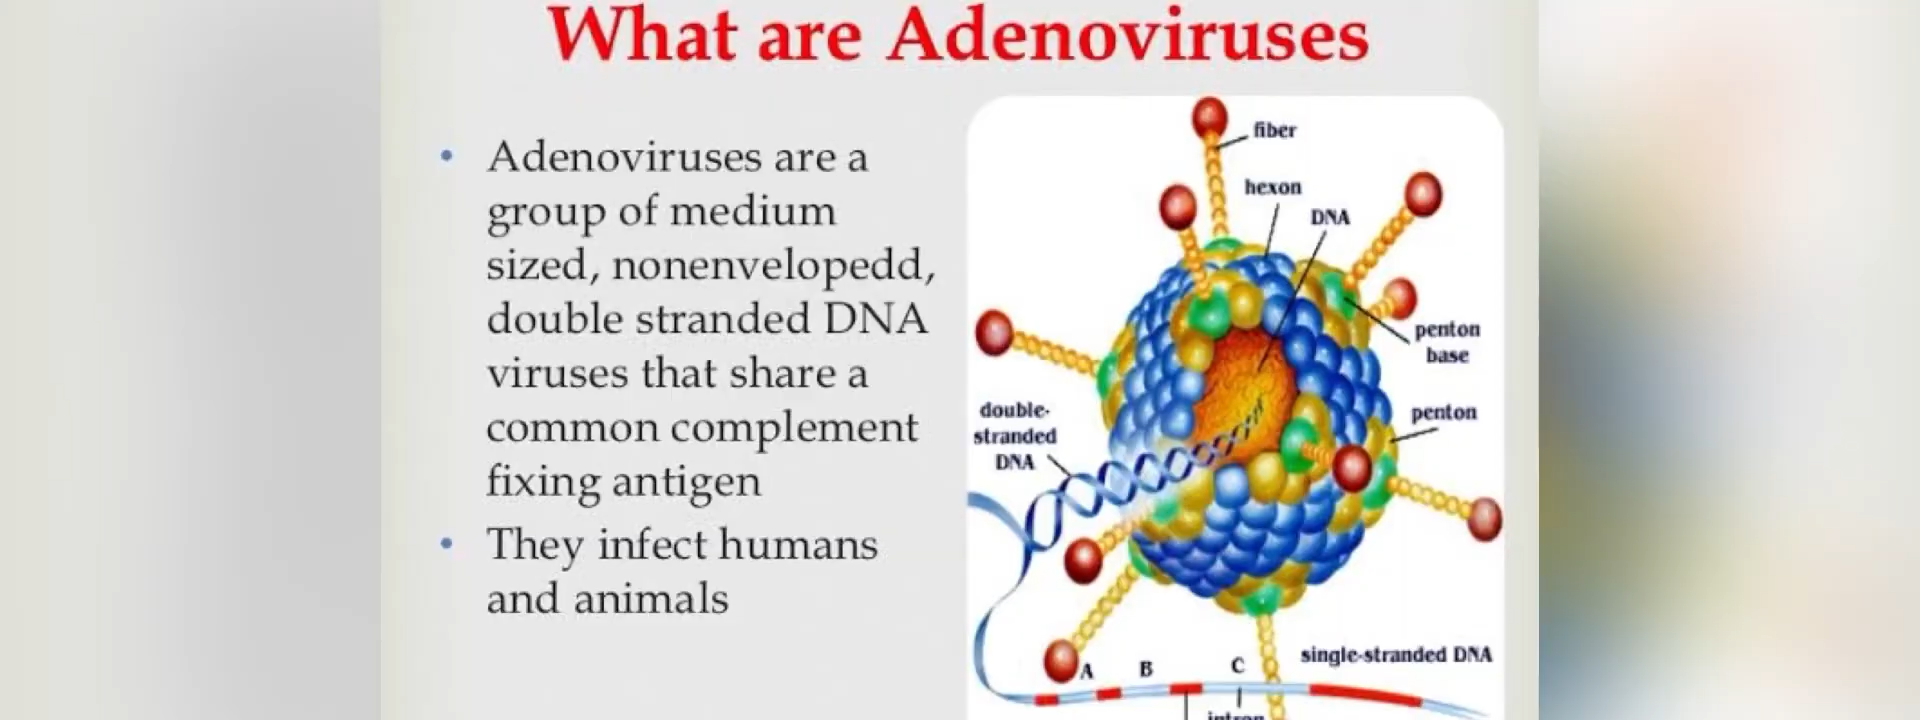 What are Adenoviruses
• Adenoviruses are a
group of medium
sized, nonenvelopedd,
double stranded DNA
viruses that share a
common complement
fixing antigen
• They infect humans
and animals
fiber
hexon
DNA
penton
base
penton
double-
stranded
DNA
single-stranded DNA
A B C
intron